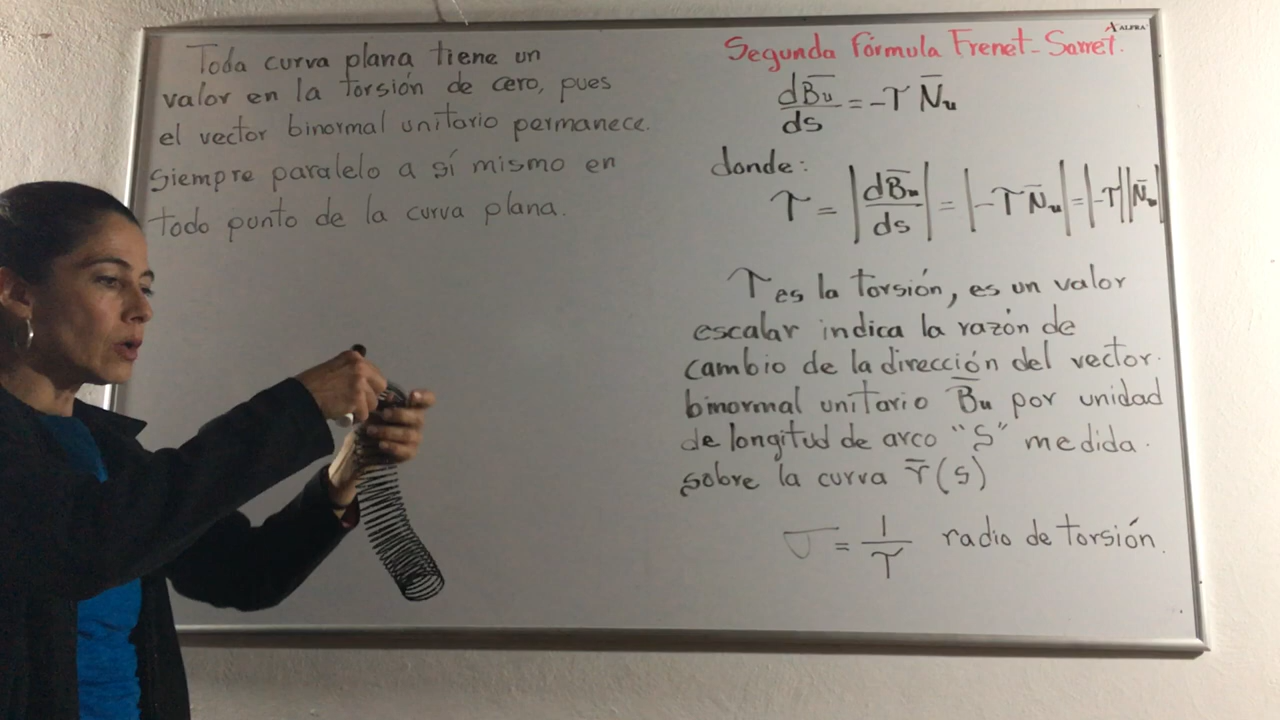 Toda curva plana tiene un
valor en la torsión de cero, pues
el vector binormal unitario permanece.
siempre paralelo a sí mismo en
todo punto de la curva plana.
ALFRA
Segunda Fórmula Frenet-Sarret.
dB̅u/ds = -τ N̅u
donde:
τ = |dB̅u/ds| = |-τ N̅u| = |-τ||N̅u|
τ es la torsión, es un valor
escalar indica la razón de
cambio de la dirección del vector.
binormal unitario B̅u por unidad
de longitud de arco "S" medida.
sobre la curva r̅(s)
σ = 1/τ radio de torsión.